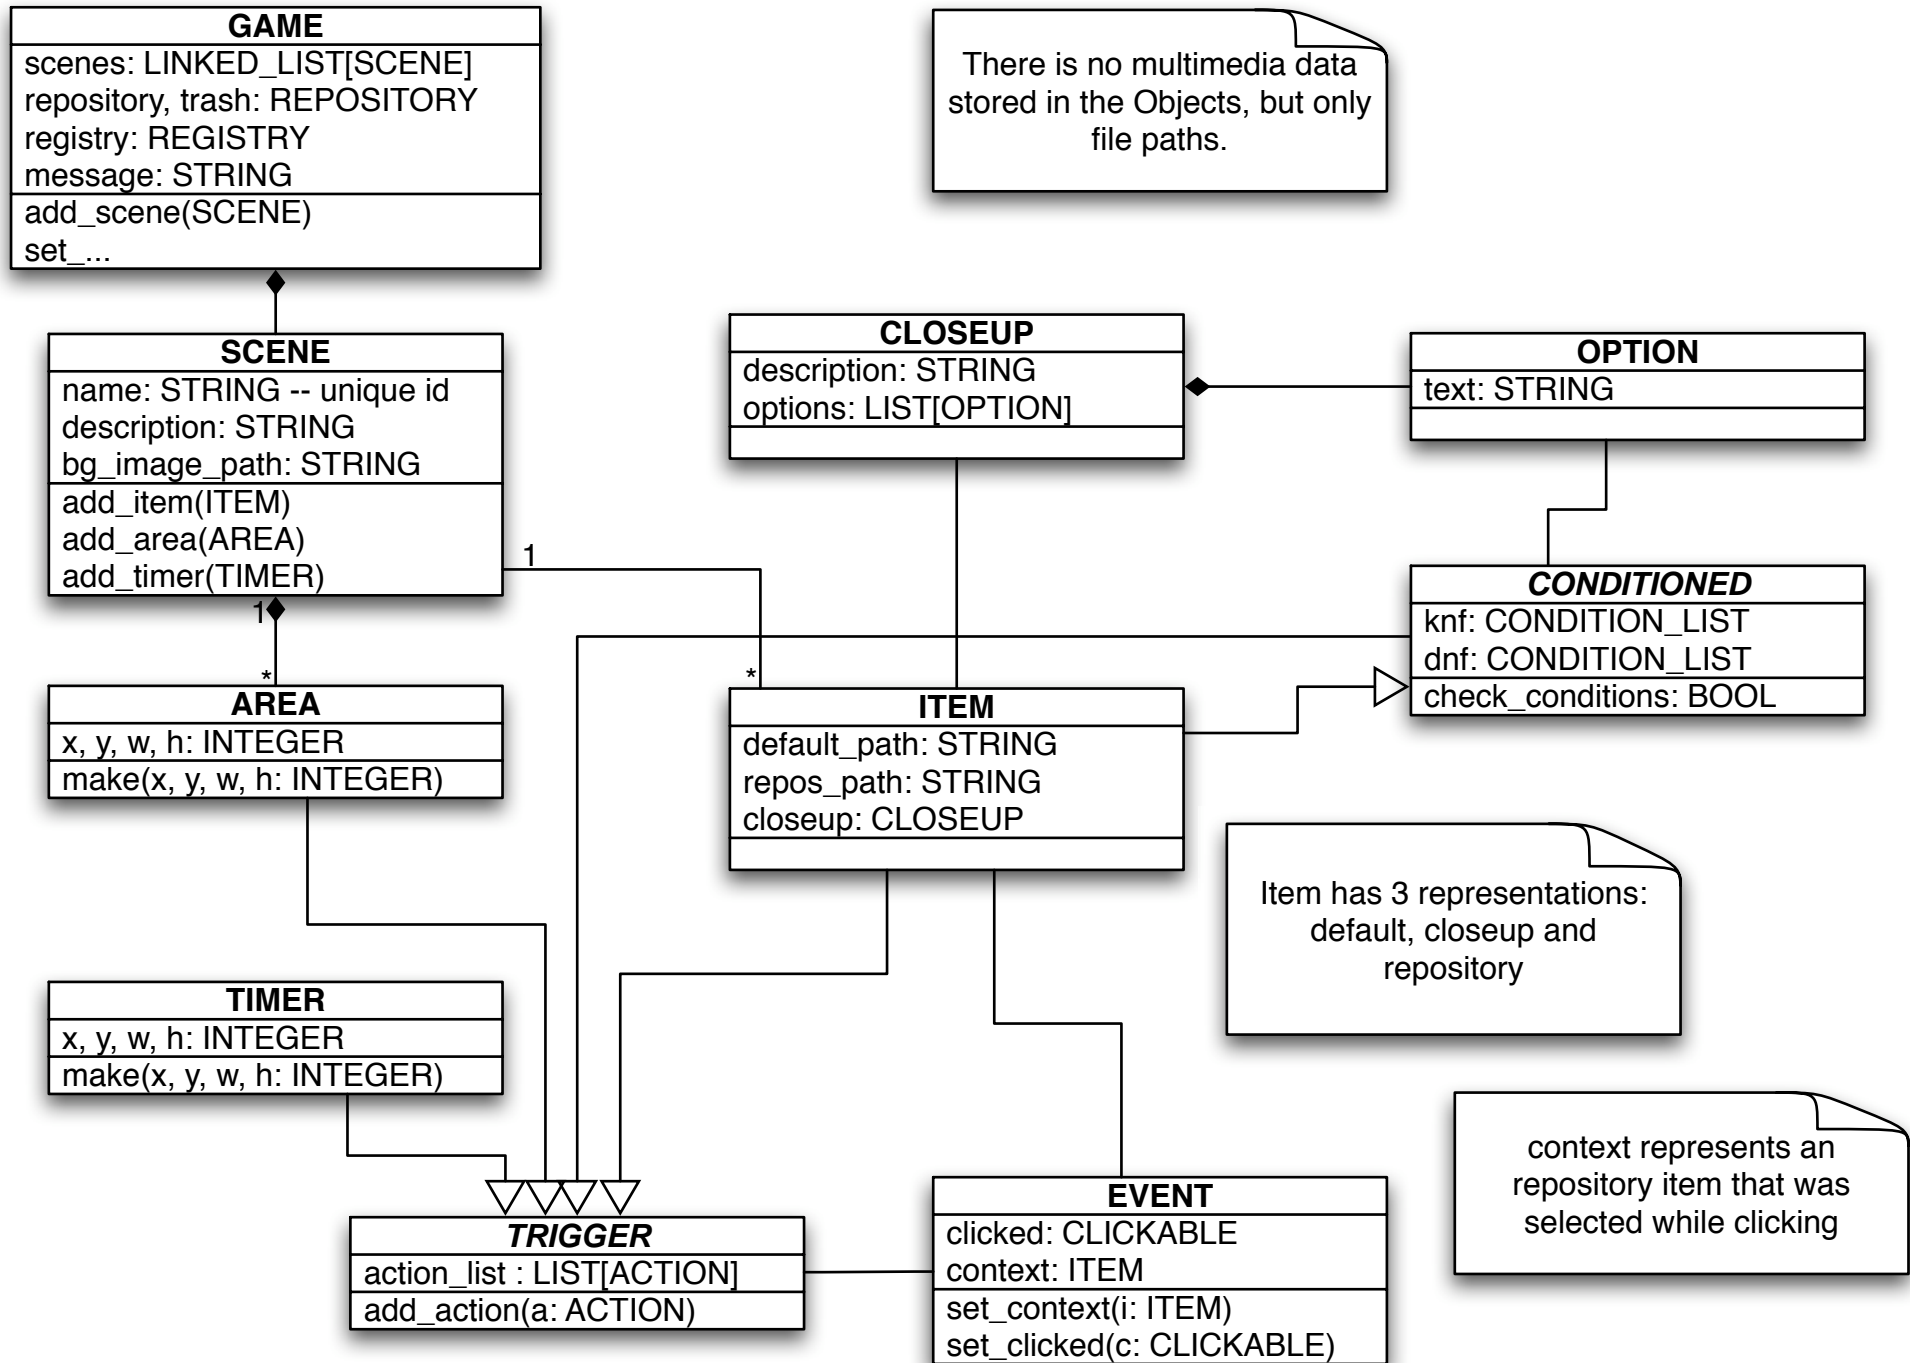 GAME
scenes: LINKED_LIST[SCENE]
repository, trash: REPOSITORY
registry: REGISTRY
message: STRING
add_scene(SCENE)
set_...
There is no multimedia data
stored in the Objects, but only
file paths.
SCENE
name: STRING -- unique id
description: STRING
bg_image_path: STRING
add_item(ITEM)
add_area(AREA)
add_timer(TIMER)
1
*
1
*
CLOSEUP
description: STRING
options: LIST[OPTION]
OPTION
text: STRING
CONDITIONED
knf: CONDITION_LIST
dnf: CONDITION_LIST
check_conditions: BOOL
AREA
x, y, w, h: INTEGER
make(x, y, w, h: INTEGER)
ITEM
default_path: STRING
repos_path: STRING
closeup: CLOSEUP
Item has 3 representations:
default, closeup and
repository
TIMER
x, y, w, h: INTEGER
make(x, y, w, h: INTEGER)
context represents an
repository item that was
selected while clicking
TRIGGER
action_list : LIST[ACTION]
add_action(a: ACTION)
EVENT
clicked: CLICKABLE
context: ITEM
set_context(i: ITEM)
set_clicked(c: CLICKABLE)